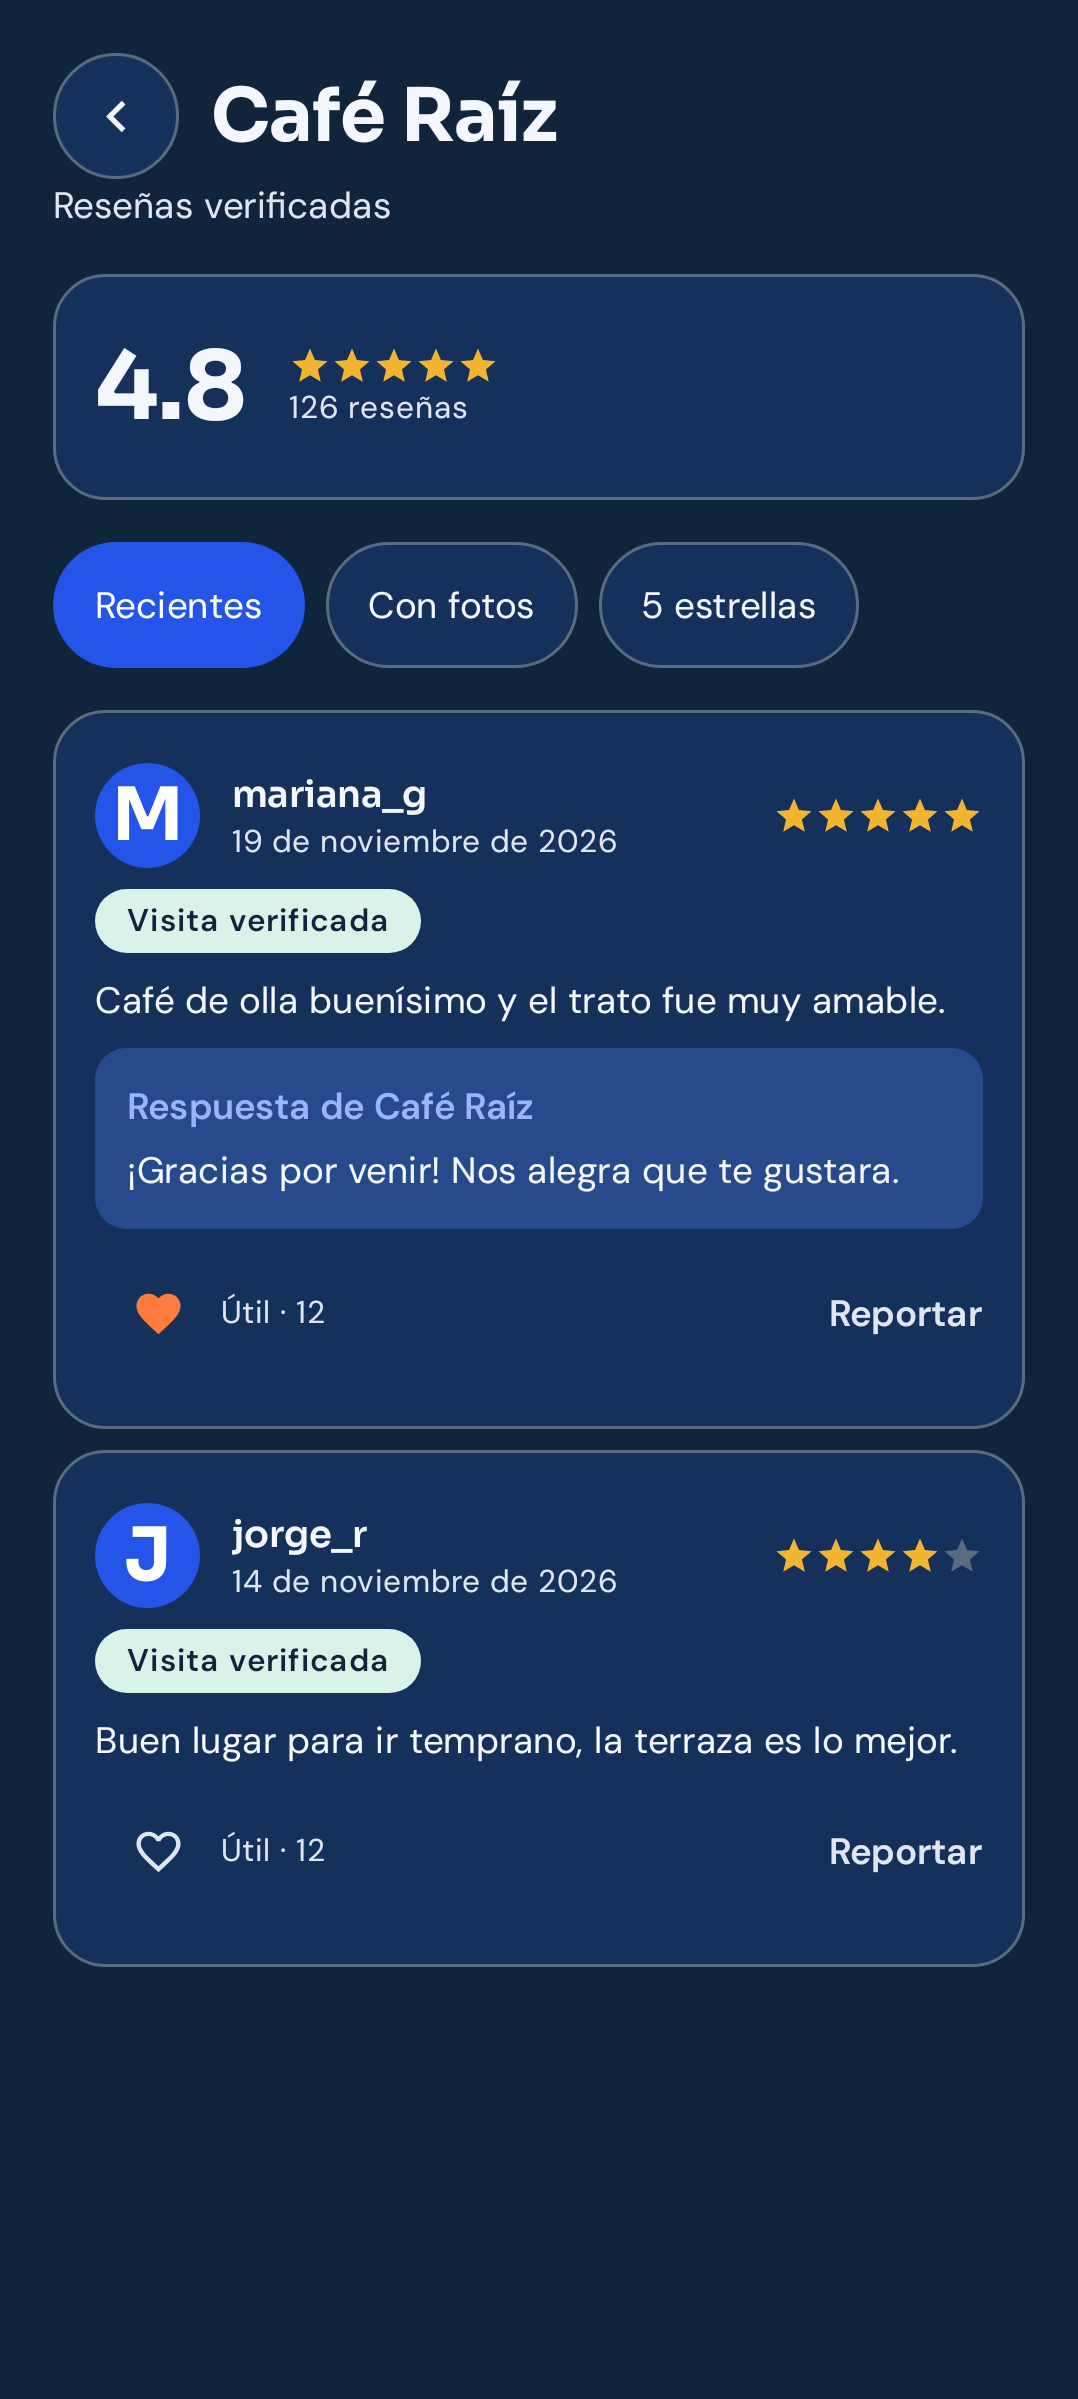 Café Raíz
Reseñas verificadas
4.8
126 reseñas
Recientes
Con fotos
5 estrellas
M
mariana_g
19 de noviembre de 2026
Visita verificada
Café de olla buenísimo y el trato fue muy amable.
Respuesta de Café Raíz
¡Gracias por venir! Nos alegra que te gustara.
Útil · 12
Reportar
J
jorge_r
14 de noviembre de 2026
Visita verificada
Buen lugar para ir temprano, la terraza es lo mejor.
Útil · 12
Reportar